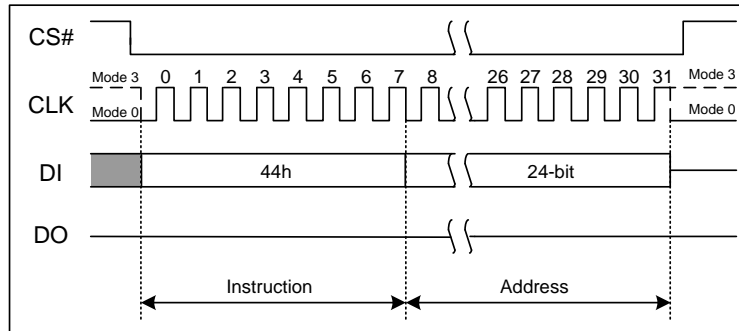 CS#
Mode 3 0 1 2 3 4 5 6 7 8 26 27 28 29 30 31 Mode 3
CLK
Mode 0 Mode 0
DI 44h 24-bit
DO
Instruction Address